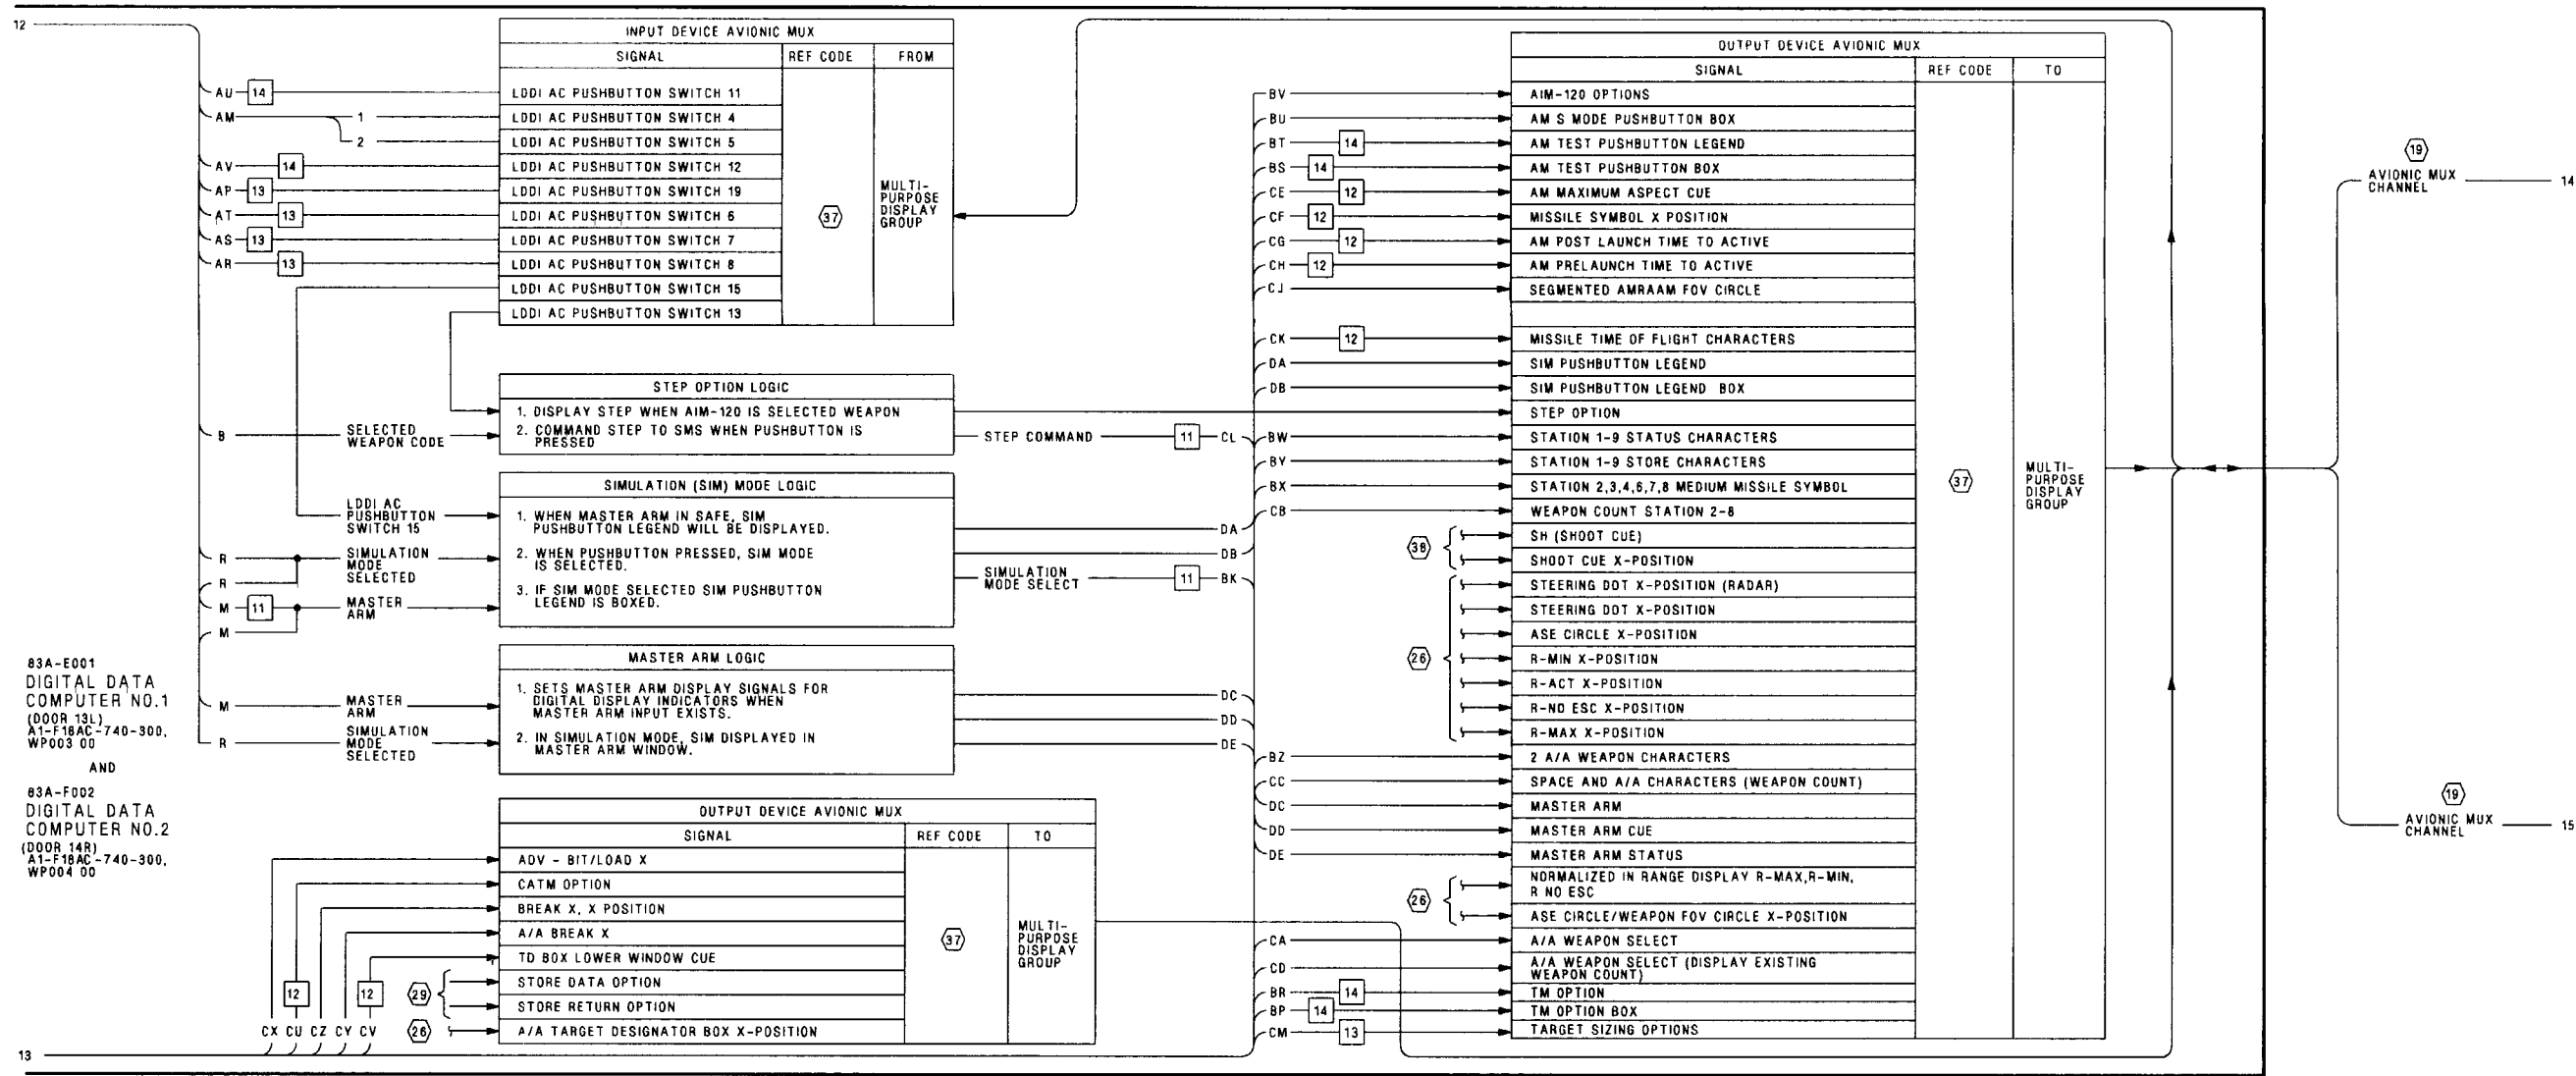 12
INPUT DEVICE AVIONIC MUX
SIGNAL REF CODE FROM
AU 14 LDDI AC PUSHBUTTON SWITCH 11
AM 1 LDDI AC PUSHBUTTON SWITCH 4
2 LDDI AC PUSHBUTTON SWITCH 5
AV 14 LDDI AC PUSHBUTTON SWITCH 12
AP 13 LDDI AC PUSHBUTTON SWITCH 19
AT 13 LDDI AC PUSHBUTTON SWITCH 6
AS 13 LDDI AC PUSHBUTTON SWITCH 7
AR 13 LDDI AC PUSHBUTTON SWITCH 8
LDDI AC PUSHBUTTON SWITCH 15
LDDI AC PUSHBUTTON SWITCH 13
37
MULTI-
PURPOSE
DISPLAY
GROUP
STEP OPTION LOGIC
1. DISPLAY STEP WHEN AIM-120 IS SELECTED WEAPON
2. COMMAND STEP TO SMS WHEN PUSHBUTTON IS
PRESSED
B SELECTED
WEAPON CODE
STEP COMMAND 11 CL
SIMULATION (SIM) MODE LOGIC
1. WHEN MASTER ARM IN SAFE, SIM
PUSHBUTTON LEGEND WILL BE DISPLAYED.
2. WHEN PUSHBUTTON PRESSED, SIM MODE
IS SELECTED.
3. IF SIM MODE SELECTED SIM PUSHBUTTON
LEGEND IS BOXED.
LDDI AC
PUSHBUTTON
SWITCH 15
R SIMULATION
MODE
SELECTED
R
M 11 MASTER
ARM
M
DA
DB
SIMULATION
MODE SELECT 11 BK
MASTER ARM LOGIC
1. SETS MASTER ARM DISPLAY SIGNALS FOR
DIGITAL DISPLAY INDICATORS WHEN
MASTER ARM INPUT EXISTS.
2. IN SIMULATION MODE, SIM DISPLAYED IN
MASTER ARM WINDOW.
M MASTER
ARM
R SIMULATION
MODE
SELECTED
DC
DD
DE
83A-E001
DIGITAL DATA
COMPUTER NO.1
(DOOR 13L)
A1-F18AC-740-300,
WP003 00
AND
83A-F002
DIGITAL DATA
COMPUTER NO.2
(DOOR 14R)
A1-F18AC-740-300,
WP004 00
OUTPUT DEVICE AVIONIC MUX
SIGNAL REF CODE TO
ADV - BIT/LOAD X
CATM OPTION
BREAK X, X POSITION
A/A BREAK X
TD BOX LOWER WINDOW CUE
29 STORE DATA OPTION
STORE RETURN OPTION
26 A/A TARGET DESIGNATOR BOX X-POSITION
37
MULTI-
PURPOSE
DISPLAY
GROUP
12 12
CX CU CZ CY CV
13
OUTPUT DEVICE AVIONIC MUX
SIGNAL REF CODE TO
BV AIM-120 OPTIONS
BU AM S MODE PUSHBUTTON BOX
BT 14 AM TEST PUSHBUTTON LEGEND
BS 14 AM TEST PUSHBUTTON BOX
CE 12 AM MAXIMUM ASPECT CUE
CF 12 MISSILE SYMBOL X POSITION
CG 12 AM POST LAUNCH TIME TO ACTIVE
CH 12 AM PRELAUNCH TIME TO ACTIVE
CJ SEGMENTED AMRAAM FOV CIRCLE
CK 12 MISSILE TIME OF FLIGHT CHARACTERS
DA SIM PUSHBUTTON LEGEND
DB SIM PUSHBUTTON LEGEND BOX
STEP OPTION
BW STATION 1-9 STATUS CHARACTERS
BY STATION 1-9 STORE CHARACTERS
BX STATION 2,3,4,6,7,8 MEDIUM MISSILE SYMBOL
CB WEAPON COUNT STATION 2-8
38 SH (SHOOT CUE)
SHOOT CUE X-POSITION
26 STEERING DOT X-POSITION (RADAR)
STEERING DOT X-POSITION
ASE CIRCLE X-POSITION
R-MIN X-POSITION
R-ACT X-POSITION
R-NO ESC X-POSITION
R-MAX X-POSITION
BZ 2 A/A WEAPON CHARACTERS
CC SPACE AND A/A CHARACTERS (WEAPON COUNT)
DC MASTER ARM
DD MASTER ARM CUE
DE MASTER ARM STATUS
26 NORMALIZED IN RANGE DISPLAY R-MAX,R-MIN,
R NO ESC
ASE CIRCLE/WEAPON FOV CIRCLE X-POSITION
CA A/A WEAPON SELECT
CD A/A WEAPON SELECT (DISPLAY EXISTING
WEAPON COUNT)
BR 14 TM OPTION
BP 14 TM OPTION BOX
CM 13 TARGET SIZING OPTIONS
37
MULTI-
PURPOSE
DISPLAY
GROUP
19
AVIONIC MUX
CHANNEL 14
19
AVIONIC MUX
CHANNEL 15